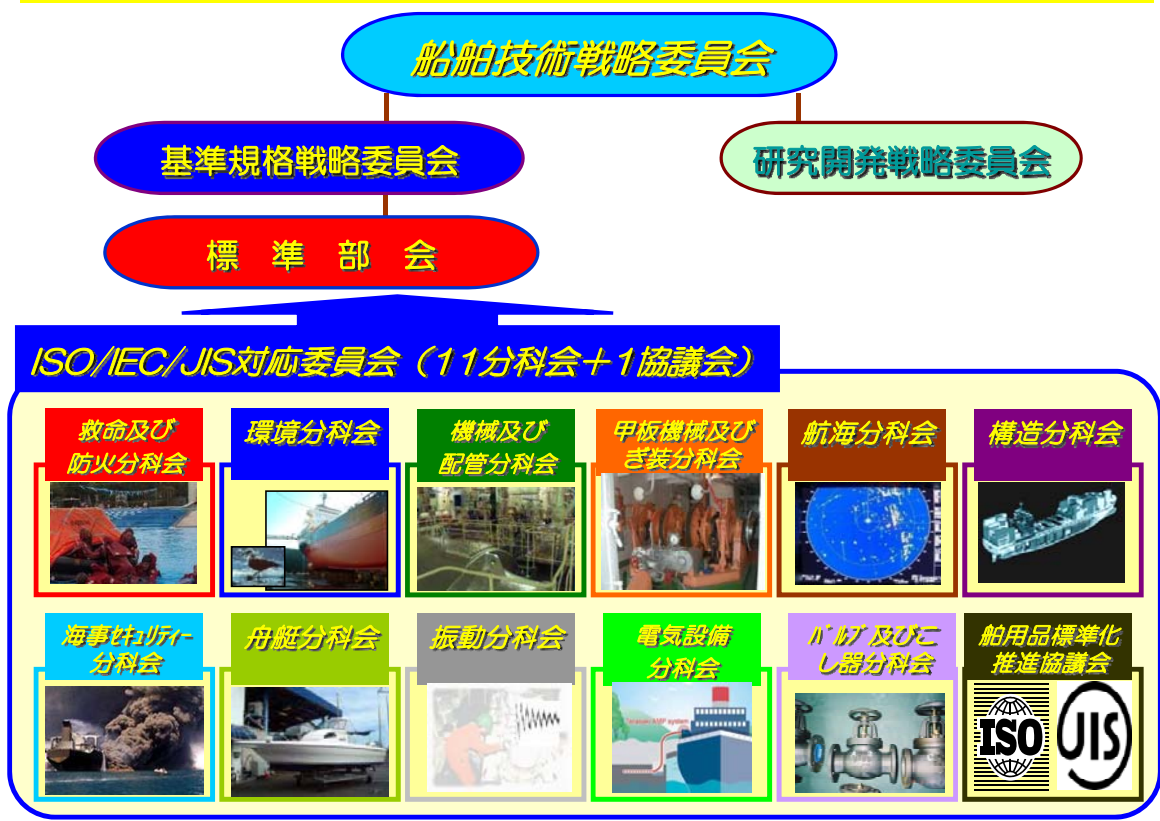 船舶技術戦略委員会
基準規格戦略委員会
研究開発戦略委員会
標 準 部 会
ISO/IEC/JIS対応委員会（11分科会＋1協議会）
救命及び
防火分科会
環境分科会
機械及び
配管分科会
甲板機械及び
ぎ装分科会
航海分科会
構造分科会
海事ｾｷｭﾘﾃｨｰ
分科会
舟艇分科会
振動分科会
電気設備
分科会
ﾊﾞﾙﾌﾞ及びこ
し器分科会
舶用品標準化
推進協議会
AMP system
ISO
JIS